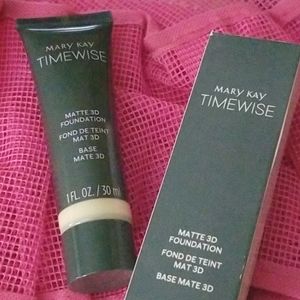 MARY KAY
TIMEWISE
MATTE 3D
FOUNDATION
FOND DE TEINT
MAT 3D
BASE
MATE 3D
1 FL. OZ. / 30 ml
MARY KAY
TIMEWISE
MATTE 3D
FOUNDATION
FOND DE TEINT
MAT 3D
BASE MATE 3D